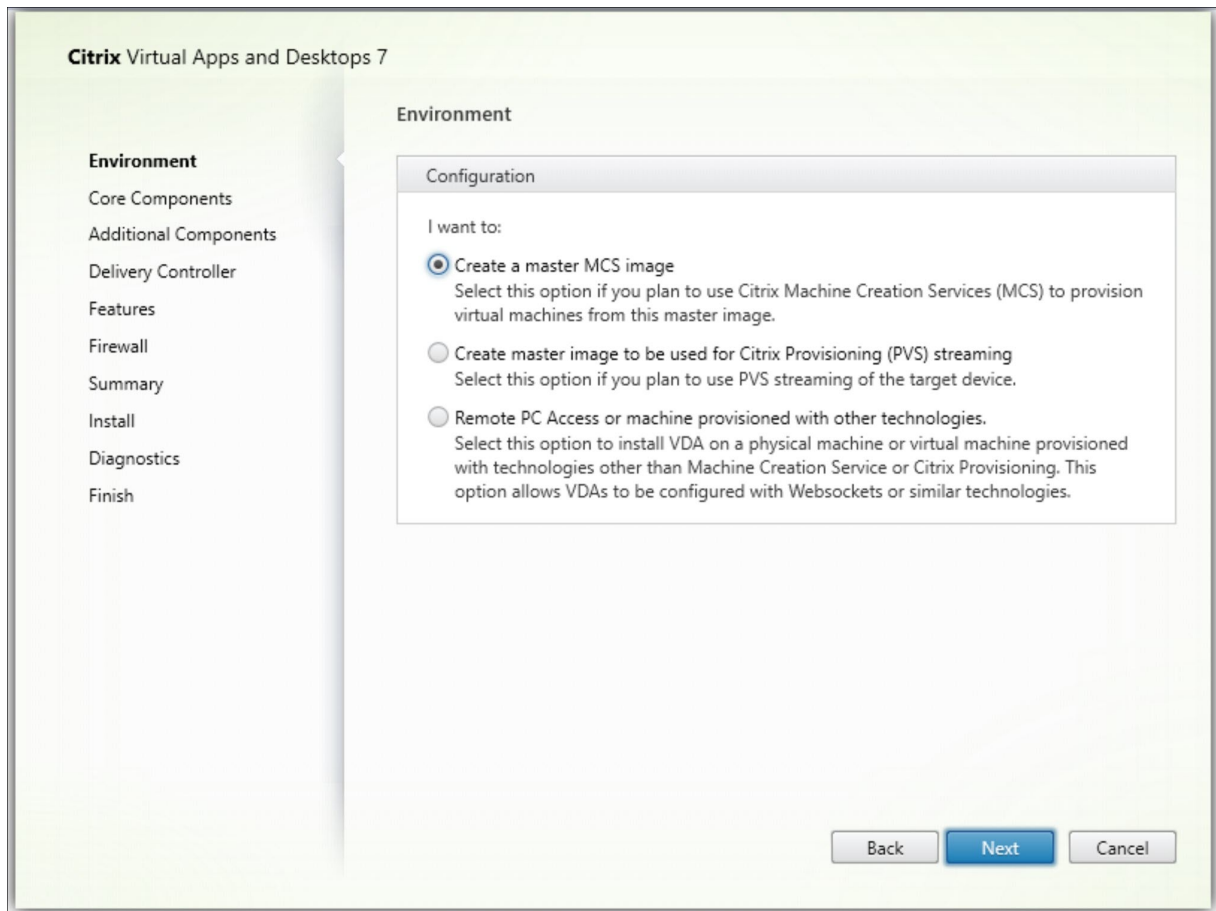 Citrix Virtual Apps and Desktops 7
Environment
Core Components
Additional Components
Delivery Controller
Features
Firewall
Summary
Install
Diagnostics
Finish
Environment
Configuration
I want to:
Create a master MCS image
Select this option if you plan to use Citrix Machine Creation Services (MCS) to provision
virtual machines from this master image.
Create master image to be used for Citrix Provisioning (PVS) streaming
Select this option if you plan to use PVS streaming of the target device.
Remote PC Access or machine provisioned with other technologies.
Select this option to install VDA on a physical machine or virtual machine provisioned
with technologies other than Machine Creation Service or Citrix Provisioning. This
option allows VDAs to be configured with Websockets or similar technologies.
Back
Next
Cancel